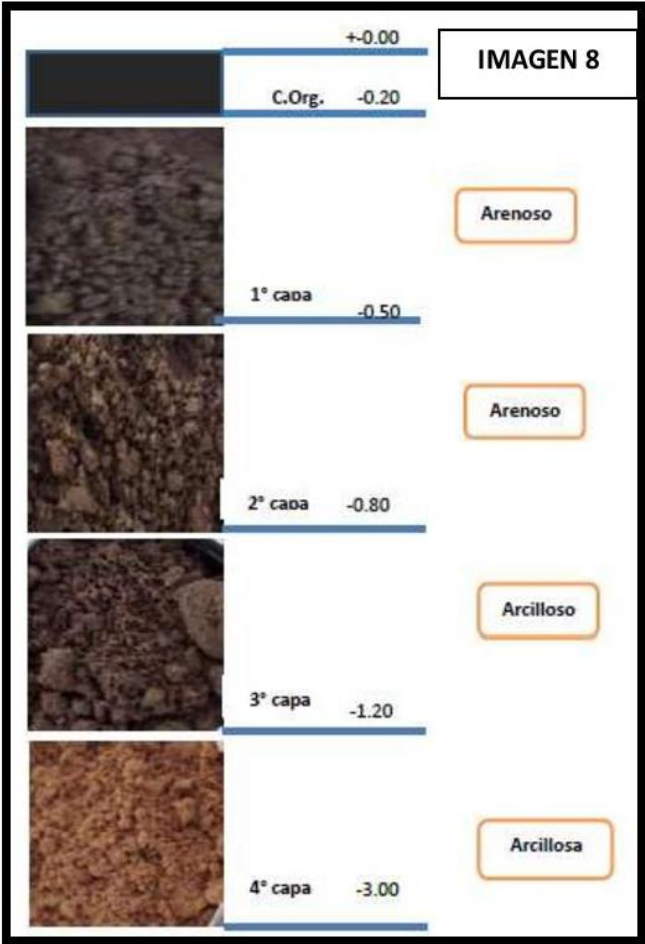 +-0.00
IMAGEN 8
C.Org. -0.20
Arenoso
1° capa
-0.50
Arenoso
2° capa -0.80
Arcilloso
3° capa -1.20
Arcillosa
4° capa -3.00